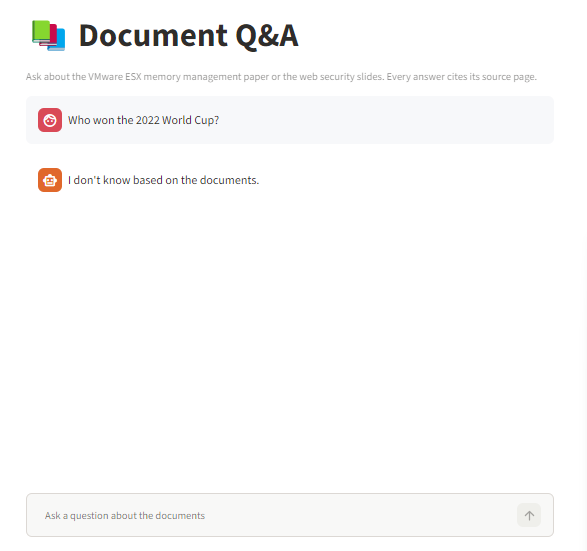 Document Q&A
Ask about the VMware ESX memory management paper or the web security slides. Every answer cites its source page.
Who won the 2022 World Cup?
I don't know based on the documents.
Ask a question about the documents